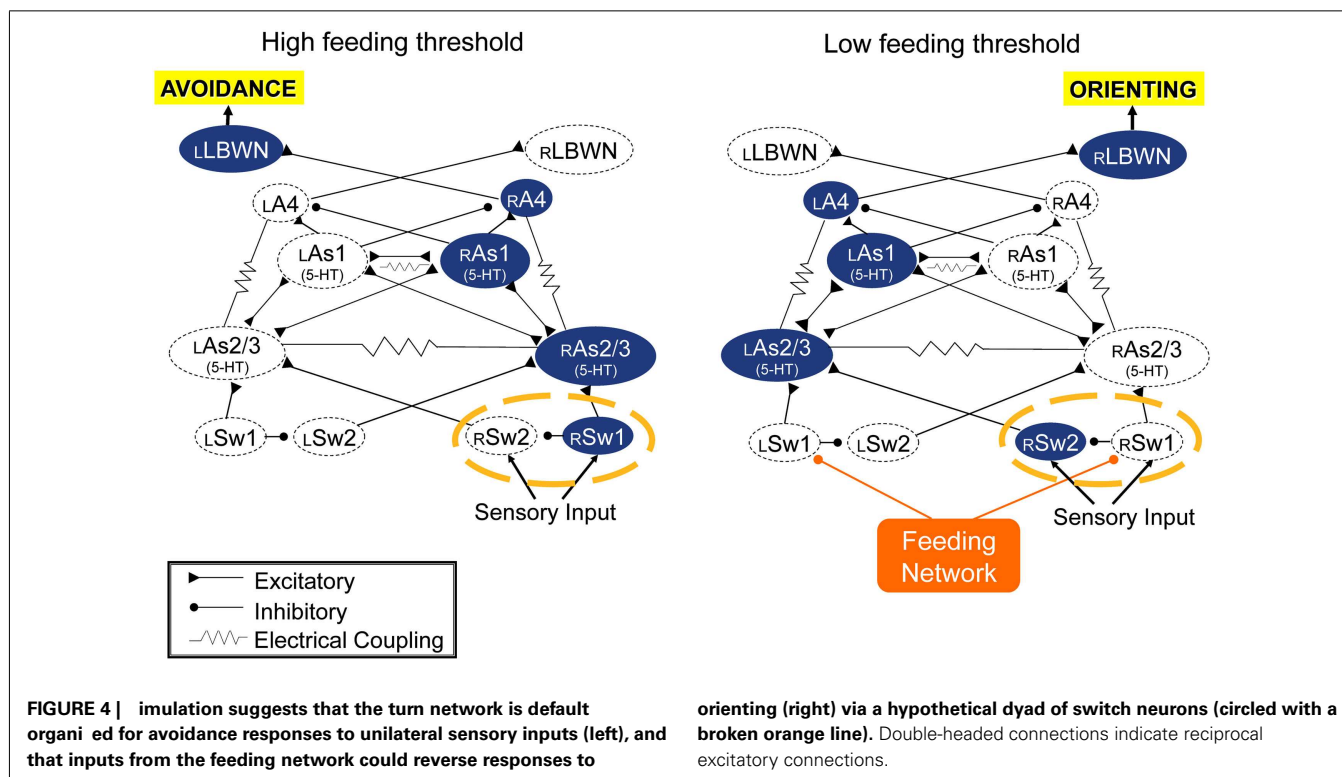 High feeding threshold
AVOIDANCE
LLBWN
RLBWN
LA4
RA4
LAs1
(5-HT)
RAs1
(5-HT)
LAs2/3
(5-HT)
RAs2/3
(5-HT)
LSw1
LSw2
RSw2
RSw1
Sensory Input
Excitatory
Inhibitory
Electrical Coupling
Low feeding threshold
ORIENTING
LLBWN
RLBWN
LA4
RA4
LAs1
(5-HT)
RAs1
(5-HT)
LAs2/3
(5-HT)
RAs2/3
(5-HT)
LSw1
LSw2
RSw2
RSw1
Sensory Input
Feeding
Network
FIGURE 4 | imulation suggests that the turn network is default
organi ed for avoidance responses to unilateral sensory inputs (left), and
that inputs from the feeding network could reverse responses to
orienting (right) via a hypothetical dyad of switch neurons (circled with a
broken orange line). Double-headed connections indicate reciprocal
excitatory connections.